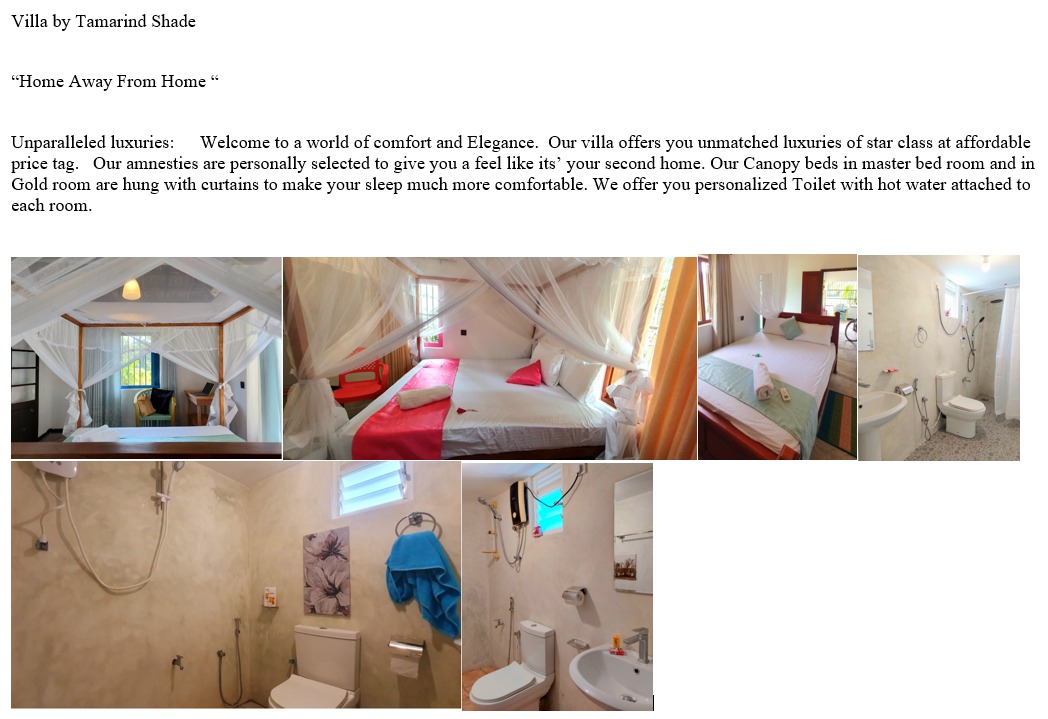 Villa by Tamarind Shade
“Home Away From Home “
Unparalleled luxuries: Welcome to a world of comfort and Elegance. Our villa offers you unmatched luxuries of star class at affordable
price tag. Our amnesties are personally selected to give you a feel like its’ your second home. Our Canopy beds in master bed room and in
Gold room are hung with curtains to make your sleep much more comfortable. We offer you personalized Toilet with hot water attached to
each room.